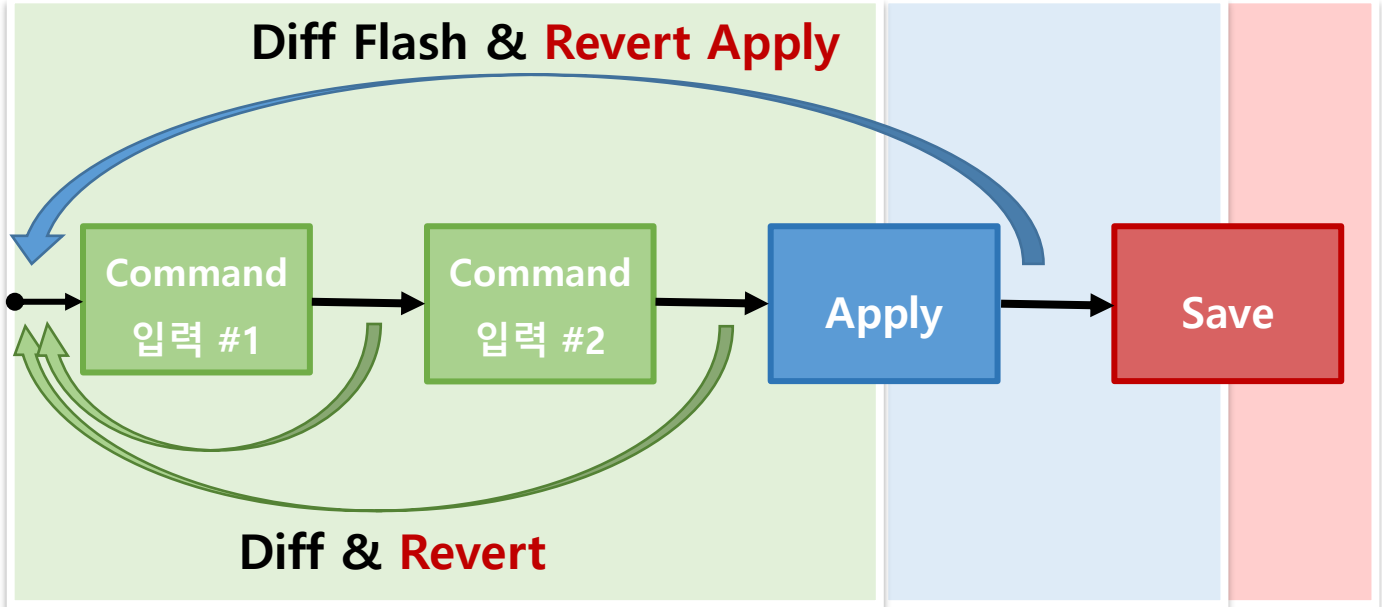 Diff Flash & Revert Apply
Command
입력 #1
Command
입력 #2
Apply
Save
Diff & Revert